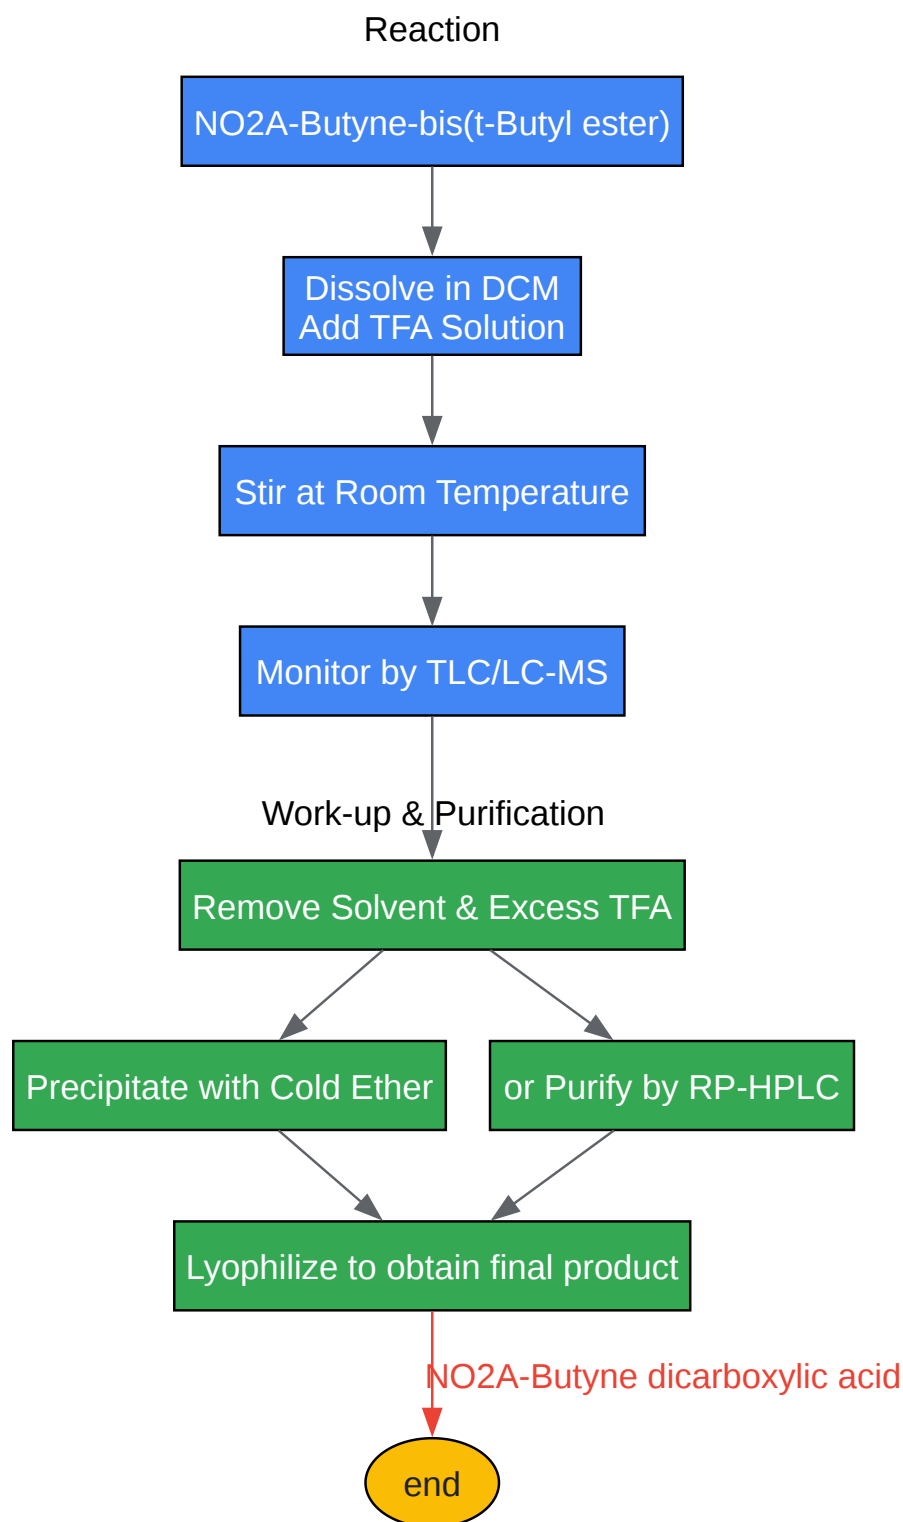 Reaction
NO2A-Butyne-bis(t-Butyl ester)
Dissolve in DCM
Add TFA Solution
Stir at Room Temperature
Monitor by TLC/LC-MS
Work-up & Purification
Remove Solvent & Excess TFA
Precipitate with Cold Ether
or Purify by RP-HPLC
Lyophilize to obtain final product
NO2A-Butyne dicarboxylic acid
end